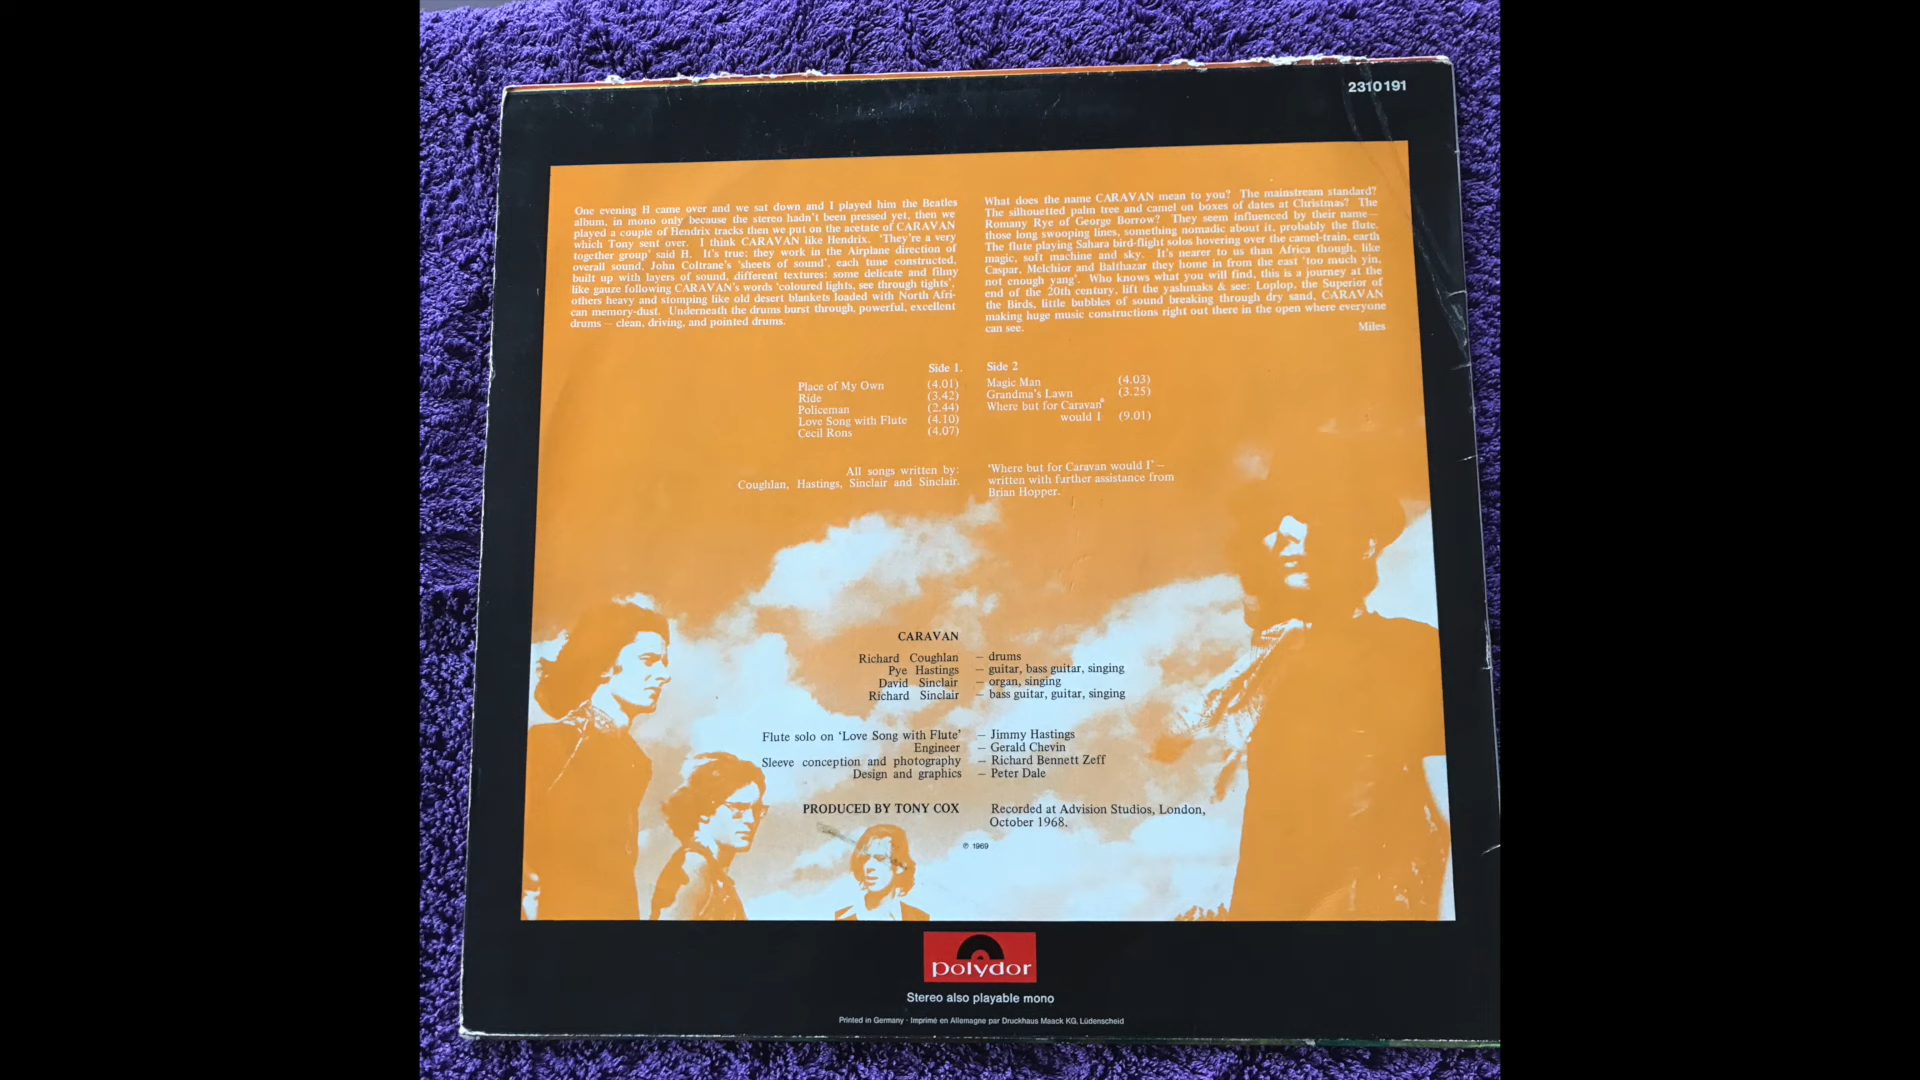 2310191
One evening H came over and we sat down and I played him the Beatles
album, in mono only because the stereo hadn't been pressed yet, then we
played a couple of Hendrix tracks then we put on the acetate of CARAVAN
which Tony sent over. I think CARAVAN like Hendrix. 'They're a very
together group' said H. It's true; they work in the Airplane direction of
overall sound, John Coltrane's 'sheets of sound', each tune constructed,
built up with layers of sound, different textures: some delicate and filmy
like gauze following CARAVAN's words 'coloured lights, see through tights',
others heavy and stomping like old desert blankets loaded with North Afri-
can memory-dust. Underneath the drums burst through, powerful, excellent
drums — clean, driving, and pointed drums.
What does the name CARAVAN mean to you? The mainstream standard?
The silhouetted palm tree and camel on boxes of dates at Christmas? The
Romany Rye of George Borrow? They seem influenced by their name—
those long swooping lines, something nomadic about it, probably the flute.
The flute playing Sahara bird-flight solos hovering over the camel-train, earth
magic, soft machine and sky. It's nearer to us than Africa though, like
Caspar, Melchior and Balthazar they home in from the east 'too much yin,
not enough yang'. Who knows what you will find, this is a journey at the
end of the 20th century, lift the yashmaks & see: Loplop, the Superior of
the Birds, little bubbles of sound breaking through dry sand, CARAVAN
making huge music constructions right out there in the open where everyone
can see.
Miles
Side 1.
Place of My Own (4.01)
Ride (3.42)
Policeman (2.44)
Love Song with Flute (4.10)
Cecil Rons (4.07)
Side 2
Magic Man (4.03)
Grandma's Lawn (3.25)
Where but for Caravan
would I (9.01)
All songs written by:
Coughlan, Hastings, Sinclair and Sinclair.
'Where but for Caravan would I' —
written with further assistance from
Brian Hopper.
CARAVAN
Richard Coughlan — drums
Pye Hastings — guitar, bass guitar, singing
David Sinclair — organ, singing
Richard Sinclair — bass guitar, guitar, singing
Flute solo on 'Love Song with Flute' — Jimmy Hastings
Engineer — Gerald Chevin
Sleeve conception and photography — Richard Bennett Zeff
Design and graphics — Peter Dale
PRODUCED BY TONY COX
Recorded at Advision Studios, London,
October 1968.
℗ 1969
polydor
Stereo also playable mono
Printed in Germany · Imprimé en Allemagne par Druckhaus Maack KG, Lüdenscheid